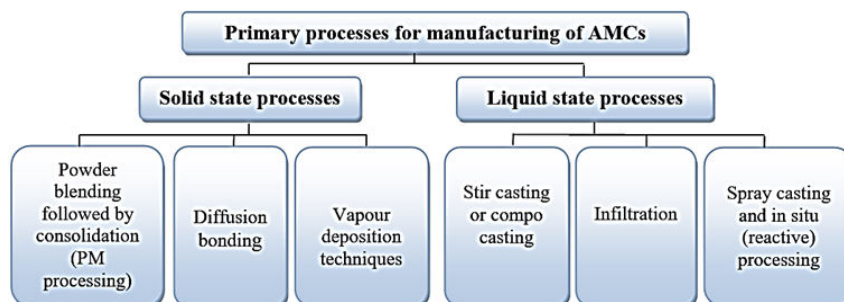 Primary processes for manufacturing of AMCs
Solid state processes
Liquid state processes
Powder
blending
followed by
consolidation
(PM
processing)
Diffusion
bonding
Vapour
deposition
techniques
Stir casting
or compo
casting
Infiltration
Spray casting
and in situ
(reactive)
processing